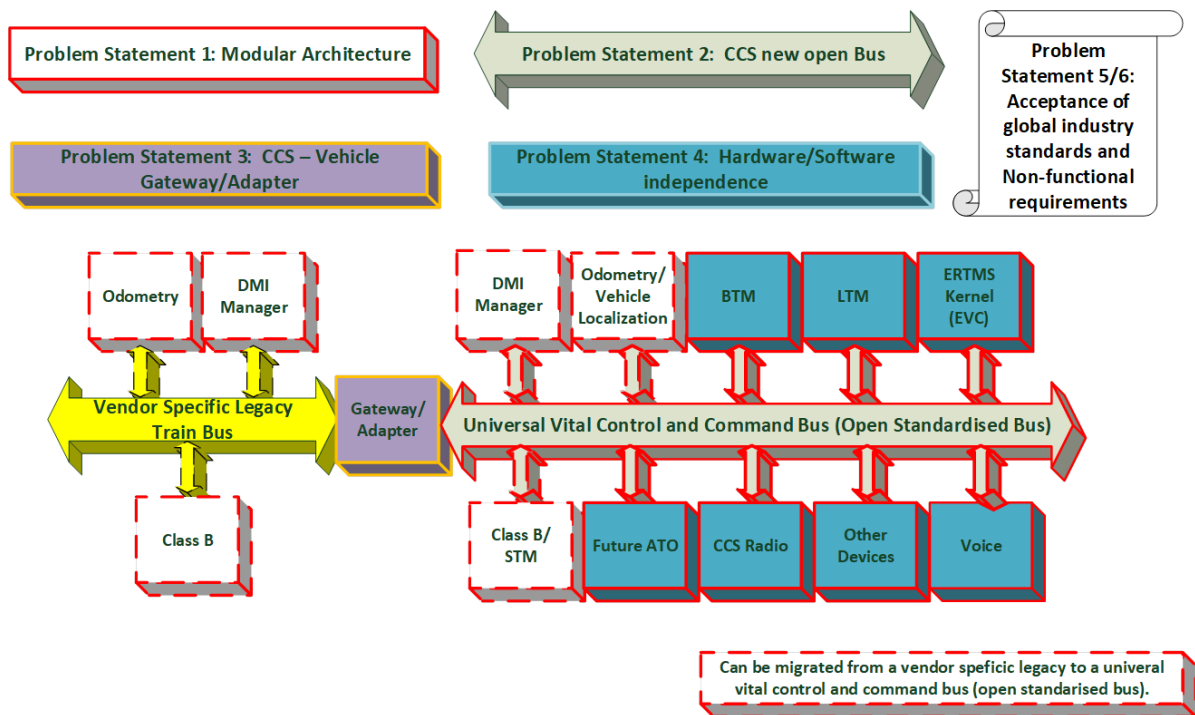 Problem Statement 1: Modular Architecture
Problem Statement 2:  CCS new open Bus
Problem
Statement 5/6:
Acceptance of
global industry
standards and
Non-functional
requirements
Problem Statement 3:  CCS – Vehicle
Gateway/Adapter
Problem Statement 4:  Hardware/Software
independence
Odometry
DMI
Manager
DMI
Manager
Odometry/
Vehicle
Localization
BTM
LTM
ERTMS
Kernel
(EVC)
Vendor Specific Legacy
Train Bus
Gateway/
Adapter
Universal Vital Control and Command Bus (Open Standardised Bus)
Class B
Class B/
STM
Future ATO
CCS Radio
Other
Devices
Voice
Can be migrated from a vendor speficic legacy to a univeral
vital control and command bus (open standarised bus).